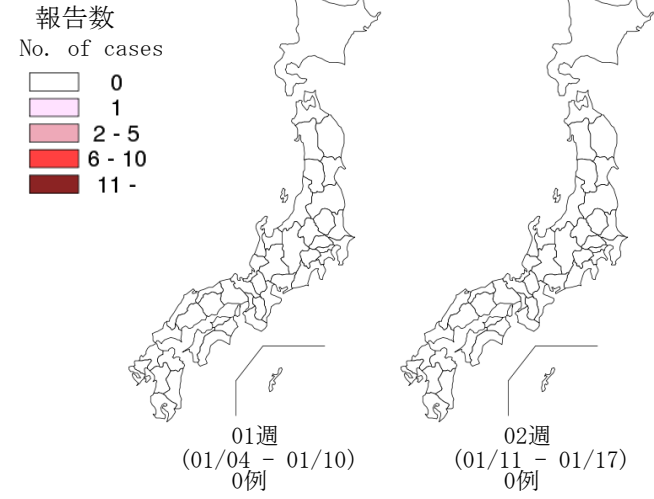 報告数
No. of cases
0
1
2 - 5
6 - 10
11 -
01週
(01/04 - 01/10)
0例
02週
(01/11 - 01/17)
0例